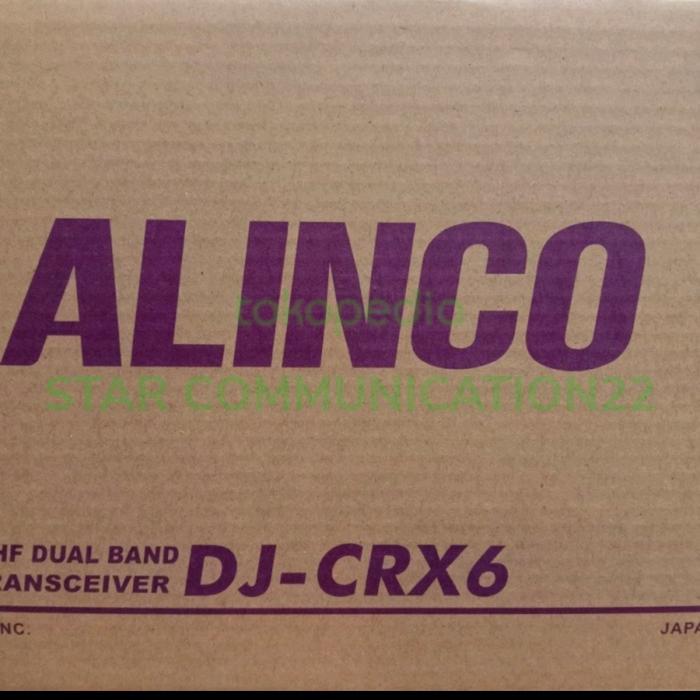 ALINCO
tokopedia
STAR COMMUNICATION22
HF DUAL BAND
RANSCEIVER DJ-CRX6
NC. JAPA